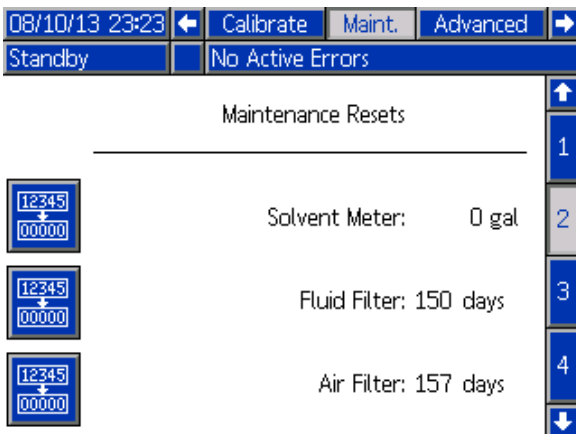 08/10/13 23:23 Calibrate Maint. Advanced
Standby No Active Errors
Maintenance Resets
1
12345
00000
Solvent Meter: 0 gal
2
12345
00000
Fluid Filter: 150 days
3
12345
00000
Air Filter: 157 days
4